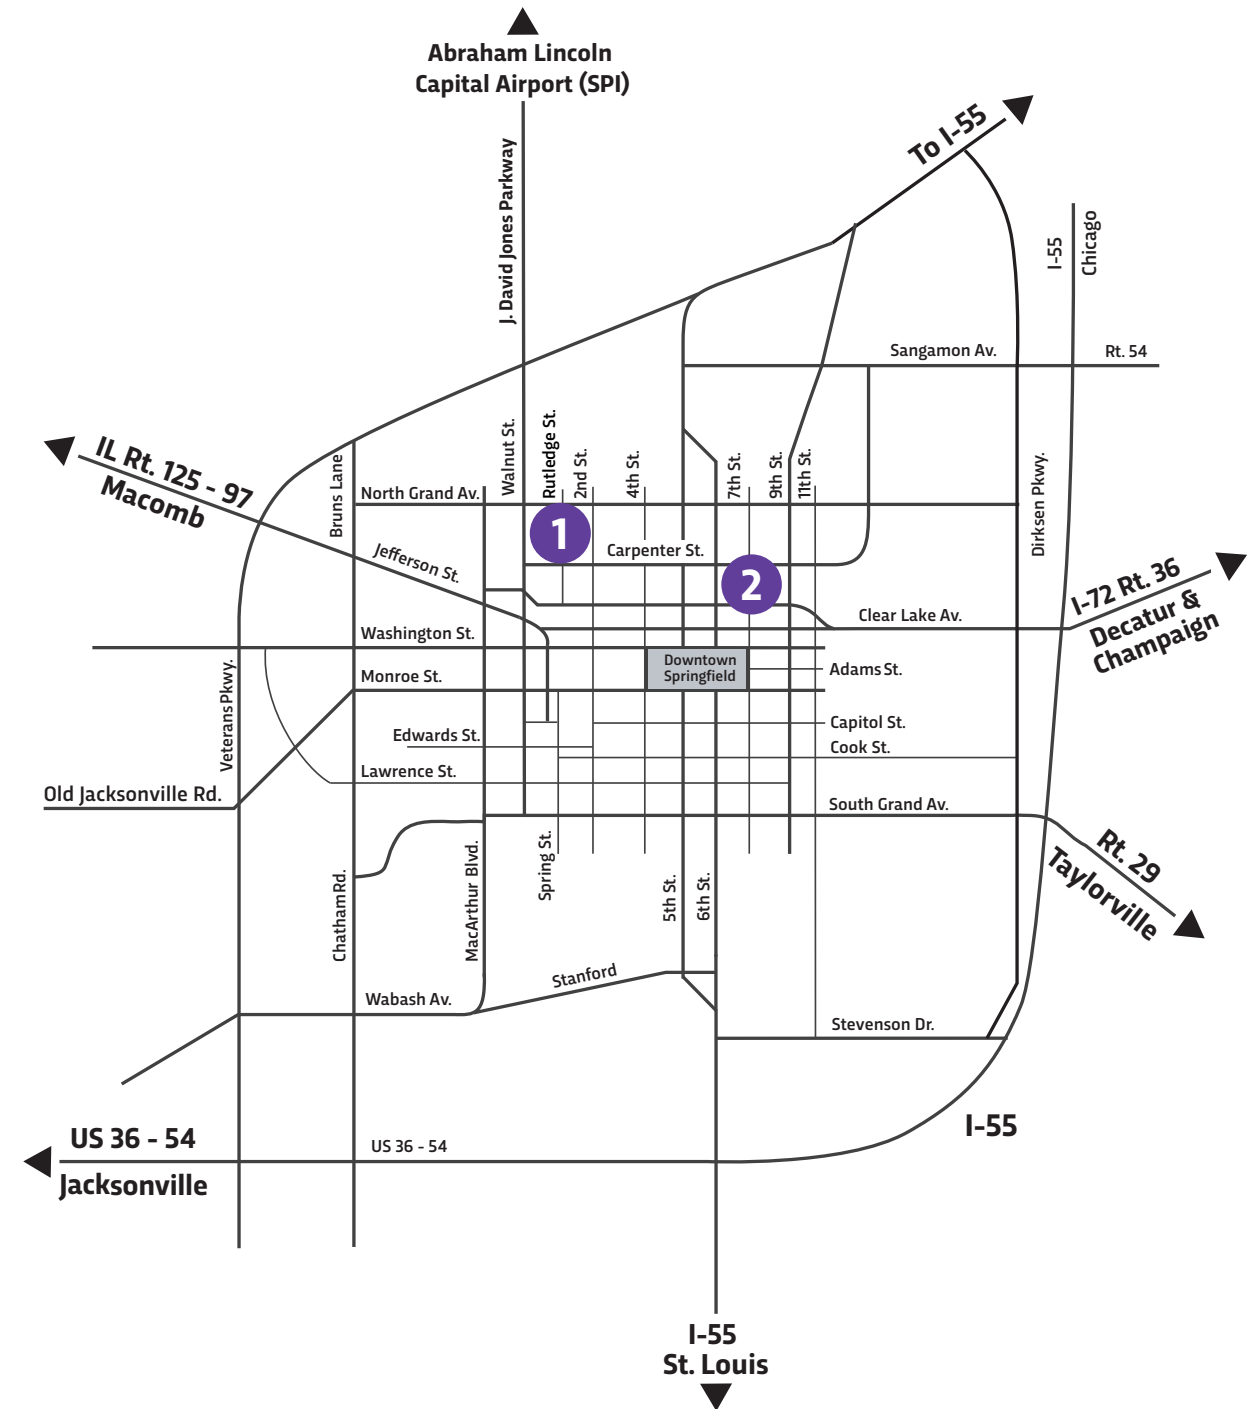 Abraham Lincoln
Capital Airport (SPI)
To I-55
J. David Jones Parkway
I-55
Chicago
Sangamon Av.
Rt. 54
IL Rt. 125 - 97
Macomb
Bruns Lane
North Grand Av.
Walnut St.
Rutledge St.
2nd St.
4th St.
7th St.
9th St.
11th St.
Dirksen Pkwy.
1
Jefferson St.
Carpenter St.
2
I-72 Rt. 36
Decatur &
Champaign
Clear Lake Av.
Washington St.
Downtown
Springfield
Adams St.
Monroe St.
Veterans Pkwy.
Capitol St.
Edwards St.
Cook St.
Lawrence St.
Old Jacksonville Rd.
South Grand Av.
Rt. 29
Taylorville
Chatham Rd.
MacArthur Blvd.
Spring St.
5th St.
6th St.
Stanford
Wabash Av.
Stevenson Dr.
I-55
US 36 - 54
Jacksonville
US 36 - 54
I-55
St. Louis